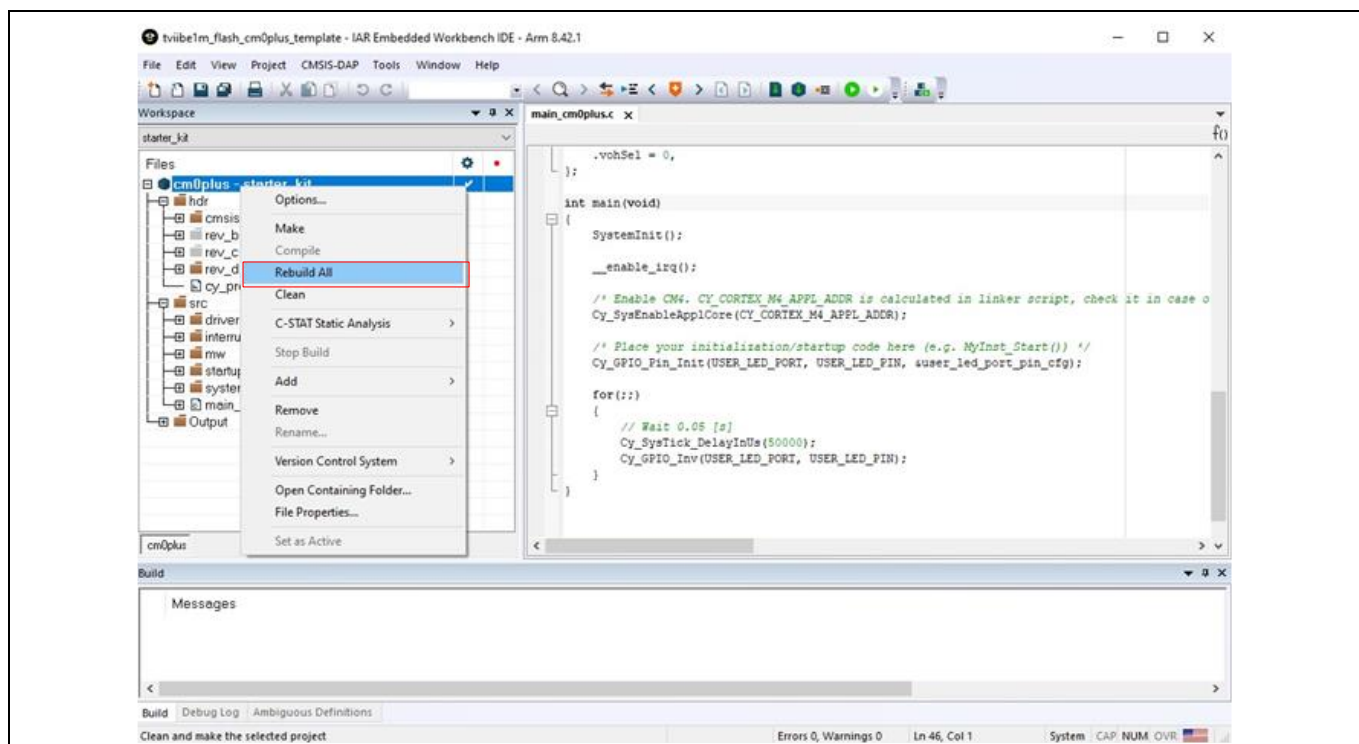 tviibe1m_flash_cm0plus_template - IAR Embedded Workbench IDE - Arm 8.42.1
File Edit View Project CMSIS-DAP Tools Window Help
Workspace
starter_kit
Files
cm0plus - starter_kit
hdr
cmsis
rev_b
rev_c
rev_d
cy_pr
src
driver
interru
mw
startup
system
main_
Output
cm0plus
Options...
Make
Compile
Rebuild All
Clean
C-STAT Static Analysis
Stop Build
Add
Remove
Rename...
Version Control System
Open Containing Folder...
File Properties...
Set as Active
main_cm0plus.c
f()
.vohSel = 0,
};
int main(void)
{
SystemInit();
__enable_irq();
/* Enable CM4. CY_CORTEX_M4_APPL_ADDR is calculated in linker script, check it in case o
Cy_SysEnableApplCore(CY_CORTEX_M4_APPL_ADDR);
/* Place your initialization/startup code here (e.g. MyInst_Start()) */
Cy_GPIO_Pin_Init(USER_LED_PORT, USER_LED_PIN, &user_led_port_pin_cfg);
for(;;)
{
// Wait 0.05 [s]
Cy_SysTick_DelayInUs(50000);
Cy_GPIO_Inv(USER_LED_PORT, USER_LED_PIN);
}
}
Build
Messages
Build Debug Log Ambiguous Definitions
Clean and make the selected project Errors 0, Warnings 0 Ln 46, Col 1 System CAP NUM OVR